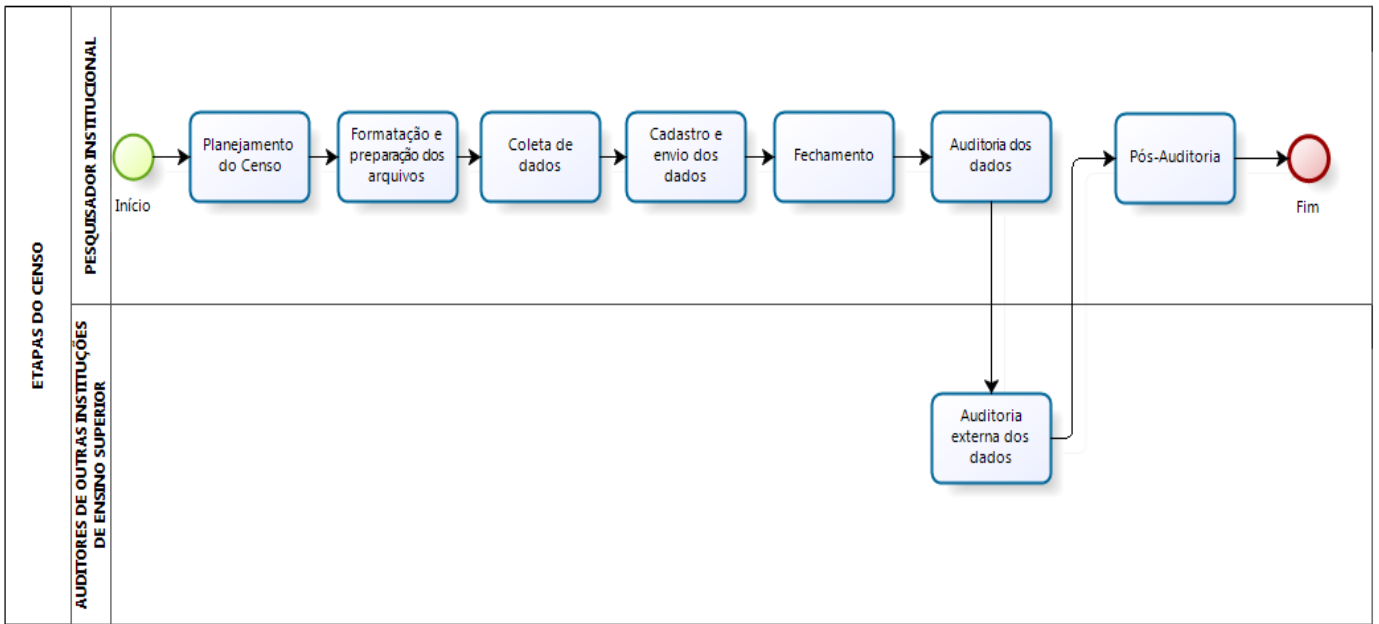 ETAPAS DO CENSO
PESQUISADOR INSTITUCIONAL
Início
Planejamento
do Censo
Formatação e
preparação dos
arquivos
Coleta de
dados
Cadastro e
envio dos
dados
Fechamento
Auditoria dos
dados
Pós-Auditoria
Fim
AUDITORES DE OUTRAS INSTITUÇÕES
DE ENSINO SUPERIOR
Auditoria
externa dos
dados